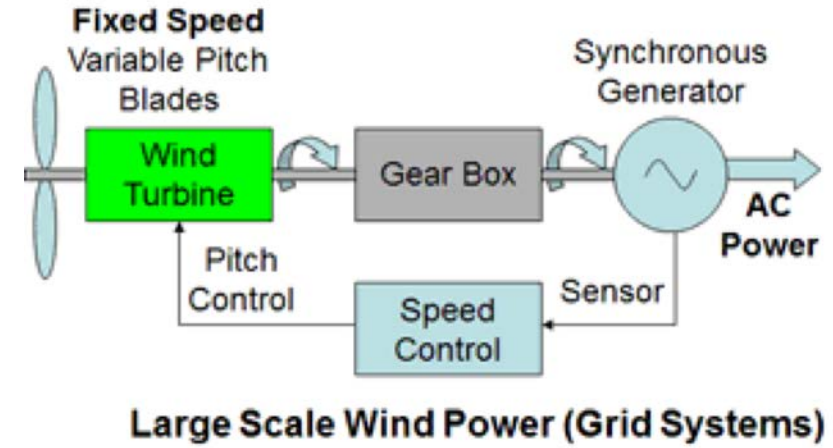 Fixed Speed
Variable Pitch
Blades
Synchronous
Generator
Wind
Turbine
Gear Box
AC
Power
Pitch
Control
Speed
Control
Sensor
Large Scale Wind Power (Grid Systems)